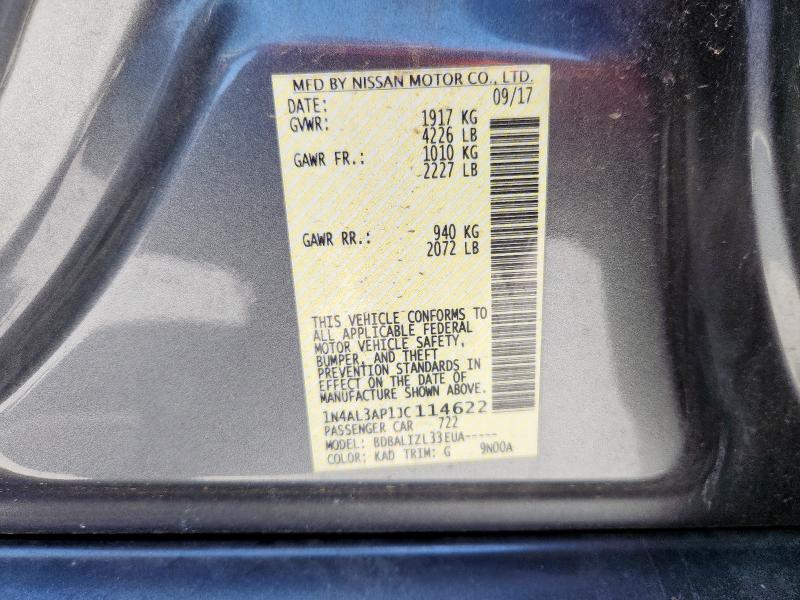 MFD BY NISSAN MOTOR CO., LTD.
DATE: 09/17
GVWR: 1917 KG
4226 LB
GAWR FR.: 1010 KG
2227 LB
GAWR RR.: 940 KG
2072 LB
THIS VEHICLE CONFORMS TO
ALL APPLICABLE FEDERAL
MOTOR VEHICLE SAFETY,
BUMPER, AND THEFT
PREVENTION STANDARDS IN
EFFECT ON THE DATE OF
MANUFACTURE SHOWN ABOVE.
1N4AL3AP1JC114622
PASSENGER CAR 722
MODEL: BDBALIZL33EUA-----
COLOR: KAD TRIM: G 9N00A